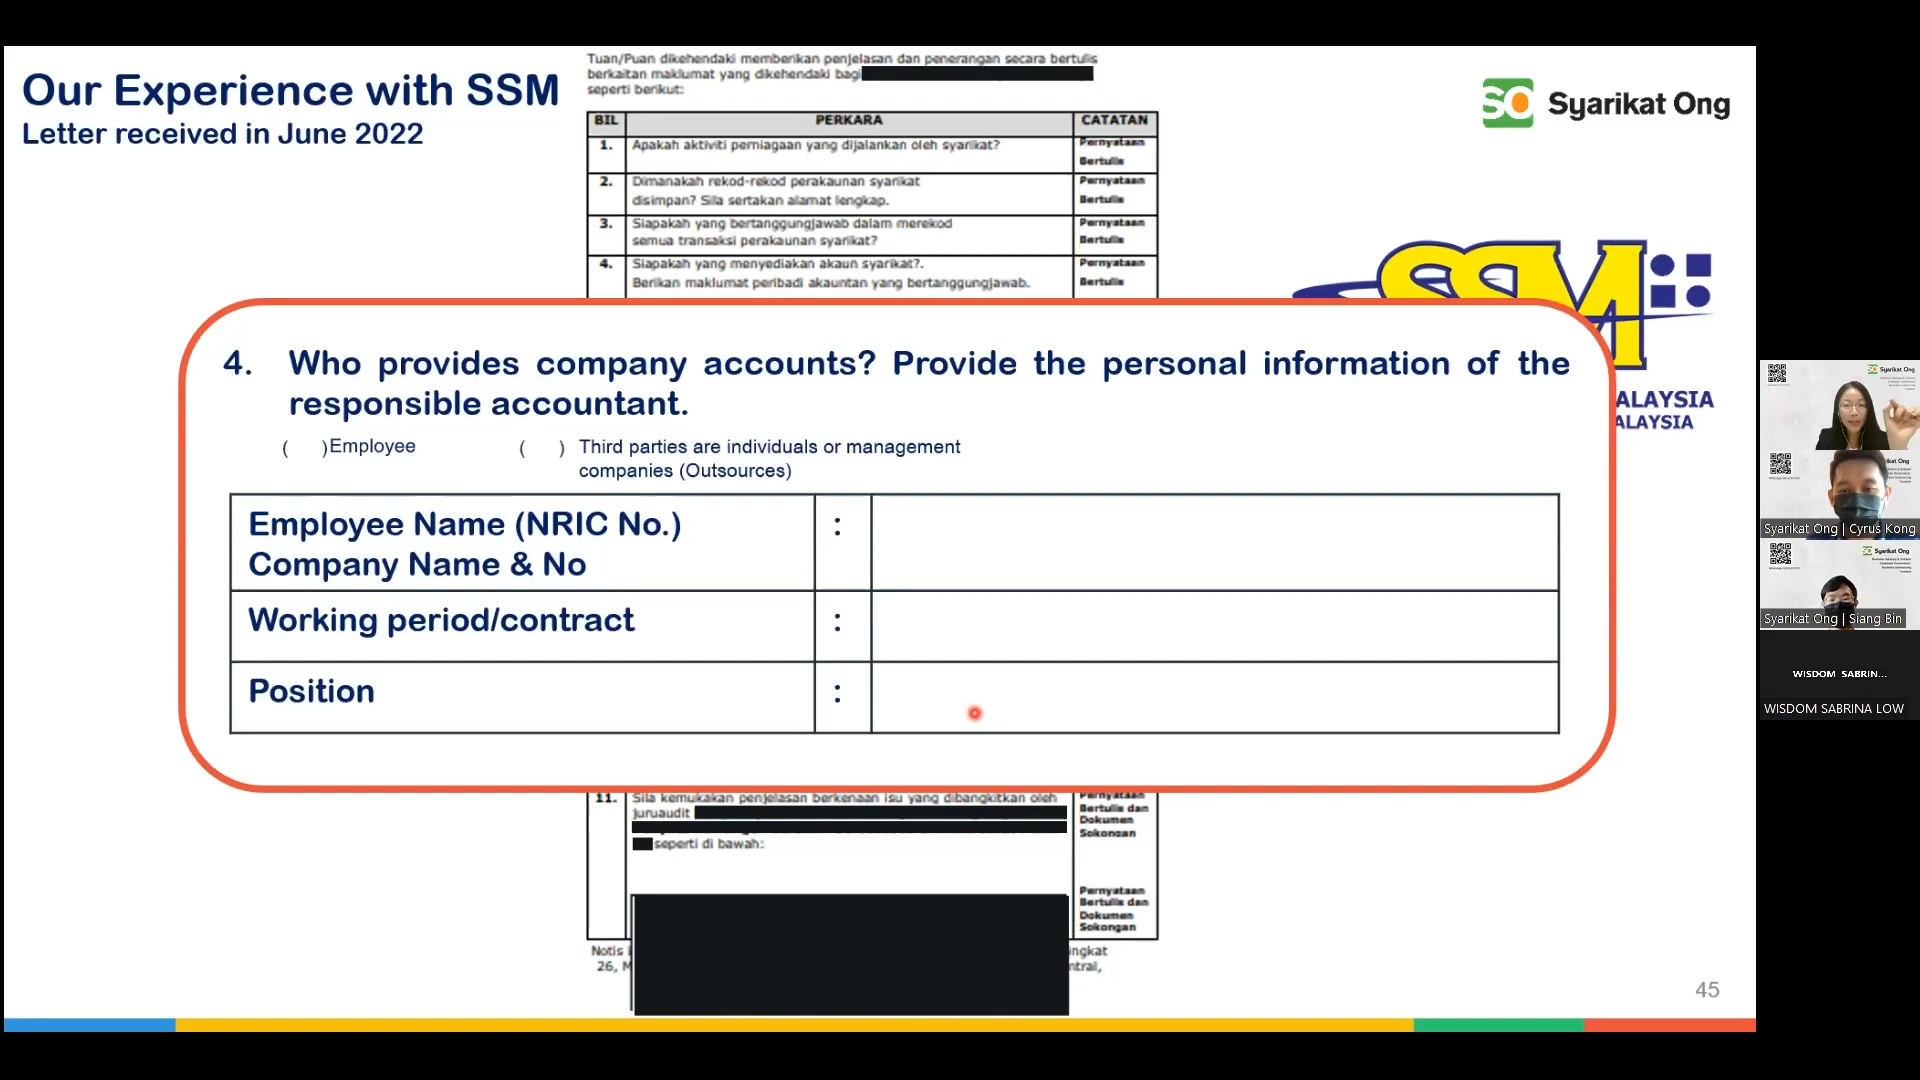 Our Experience with SSM
Letter received in June 2022
Tuan/Puan dikehendaki memberikan penjelasan dan penerangan secara bertulis
berkaitan maklumat yang dikehendaki bagi
seperti berikut:
BIL PERKARA CATATAN
1. Apakah aktiviti perniagaan yang dijalankan oleh syarikat? Pernyataan
Bertulis
2. Dimanakah rekod-rekod perakaunan syarikat Pernyataan
disimpan? Sila sertakan alamat lengkap. Bertulis
3. Siapakah yang bertanggungjawab dalam merekod Pernyataan
semua transaksi perakaunan syarikat? Bertulis
4. Siapakah yang menyediakan akaun syarikat?. Pernyataan
Berikan maklumat peribadi akauntan yang bertanggungjawab. Bertulis
SO Syarikat Ong
SSM
ALAYSIA
ALAYSIA
4. Who provides company accounts? Provide the personal information of the
responsible accountant.
( )Employee ( ) Third parties are individuals or management
companies (Outsources)
Employee Name (NRIC No.) :
Company Name & No
Working period/contract :
Position :
11. Sila kemukakan penjelasan berkenaan isu yang dibangkitkan oleh Pernyataan
juruaudit Bertulis dan
Dokumen
Sokongan
seperti di bawah:
Pernyataan
Bertulis dan
Dokumen
Sokongan
Notis ingkat
26, M ntral,
45
Syarikat Ong
Syarikat Ong | Cyrus Kong
Syarikat Ong
Syarikat Ong | Siang Bin
WISDOM SABRIN...
WISDOM SABRINA LOW